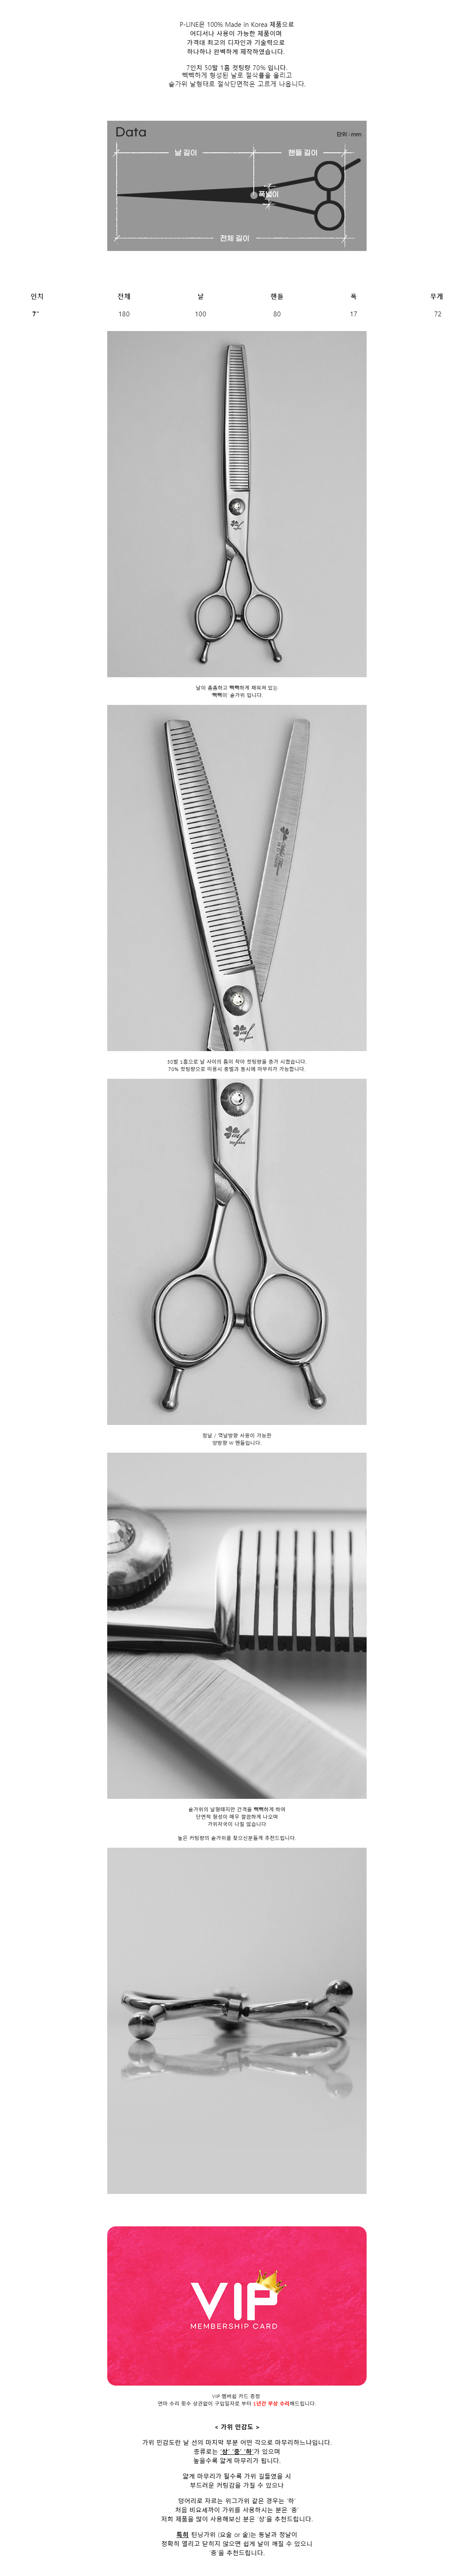 P-LINE은 100% Made in Korea 제품으로
어디서나 사용이 가능한 제품이며
가격대 최고의 디자인과 기술력으로
하나하나 완벽하게 제작하였습니다.
7인치 50발 1홈 컷팅량 70% 입니다.
빽빽하게 형성된 날로 절삭률을 올리고
숱가위 날형태로 절삭단면적은 고르게 나옵니다.
Data
단위 : mm
날 길이
핸들 길이
폭넓이
전체 길이
인치 전체 날 핸들 폭 무게
7" 180 100 80 17 72
날이 촘촘하고 빽빽하게 채워져 있는
빽빽이 숱가위 입니다.
50발 1홈으로 날 사이의 틈이 작아 컷팅량을 증가 시켰습니다.
70% 컷팅량으로 미용시 중벌과 동시에 마무리가 가능합니다.
정날 / 역날방향 사용이 가능한
양방향 W 핸들입니다.
숱가위의 날형태지만 간격을 빽빽하게 하여
단면적 형성이 매우 깔끔하게 나오며
가위자국이 나질 않습니다
높은 커팅량의 숱가위를 찾으신분들께 추천드립니다.
VIP
MEMBERSHIP CARD
VIP 멤버쉽 카드 증정
연마 수리 횟수 상관없이 구입일자로 부터 1년간 무상 수리해드립니다.
< 가위 민감도 >
가위 민감도란 날 선의 마지막 부분 어떤 각으로 마무리하느냐입니다.
종류로는 '상' '중' '하'가 있으며
높을수록 얇게 마무리가 됩니다.
얇게 마무리가 될수록 가위 길들였을 시
부드러운 커팅감을 가질 수 있으나
덩어리로 자르는 위그가위 같은 경우는 '하'
처음 비요세까이 가위를 사용하시는 분은 '중'
저희 제품을 많이 사용해보신 분은 '상'을 추천드립니다.
특히 틴닝가위 (요술 or 숱)는 동날과 정날이
정확히 열리고 닫히지 않으면 쉽게 날이 깨질 수 있으니
'중'을 추천드립니다.